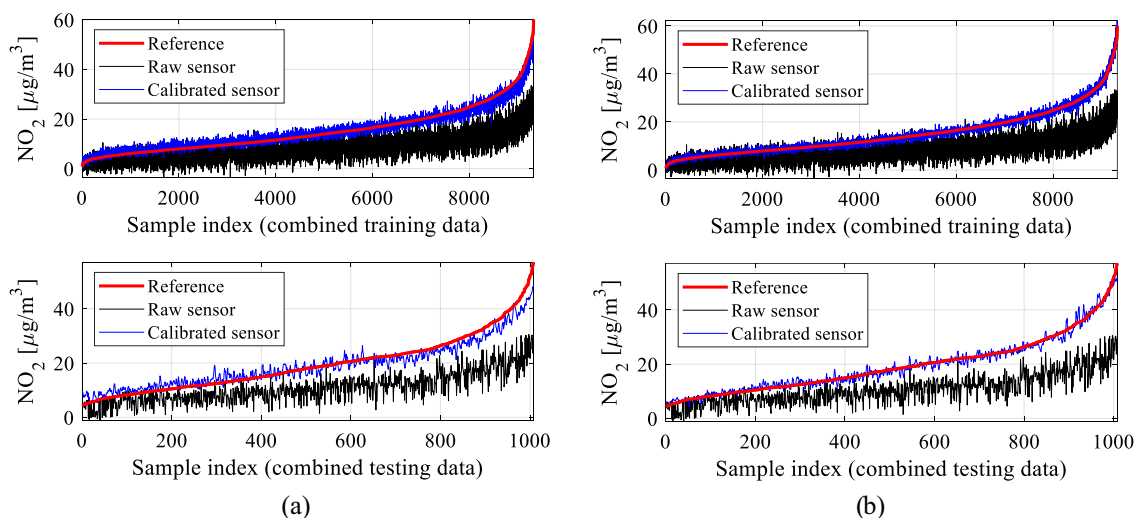 60
40
20
0
NO2 [μg/m3]
Reference
Raw sensor
Calibrated sensor
0 2000 4000 6000 8000
Sample index (combined training data)
60
40
20
0
NO2 [μg/m3]
Reference
Raw sensor
Calibrated sensor
0 2000 4000 6000 8000
Sample index (combined training data)
40
20
0
NO2 [μg/m3]
Reference
Raw sensor
Calibrated sensor
0 200 400 600 800 1000
Sample index (combined testing data)
40
20
0
NO2 [μg/m3]
Reference
Raw sensor
Calibrated sensor
0 200 400 600 800 1000
Sample index (combined testing data)
(a)
(b)